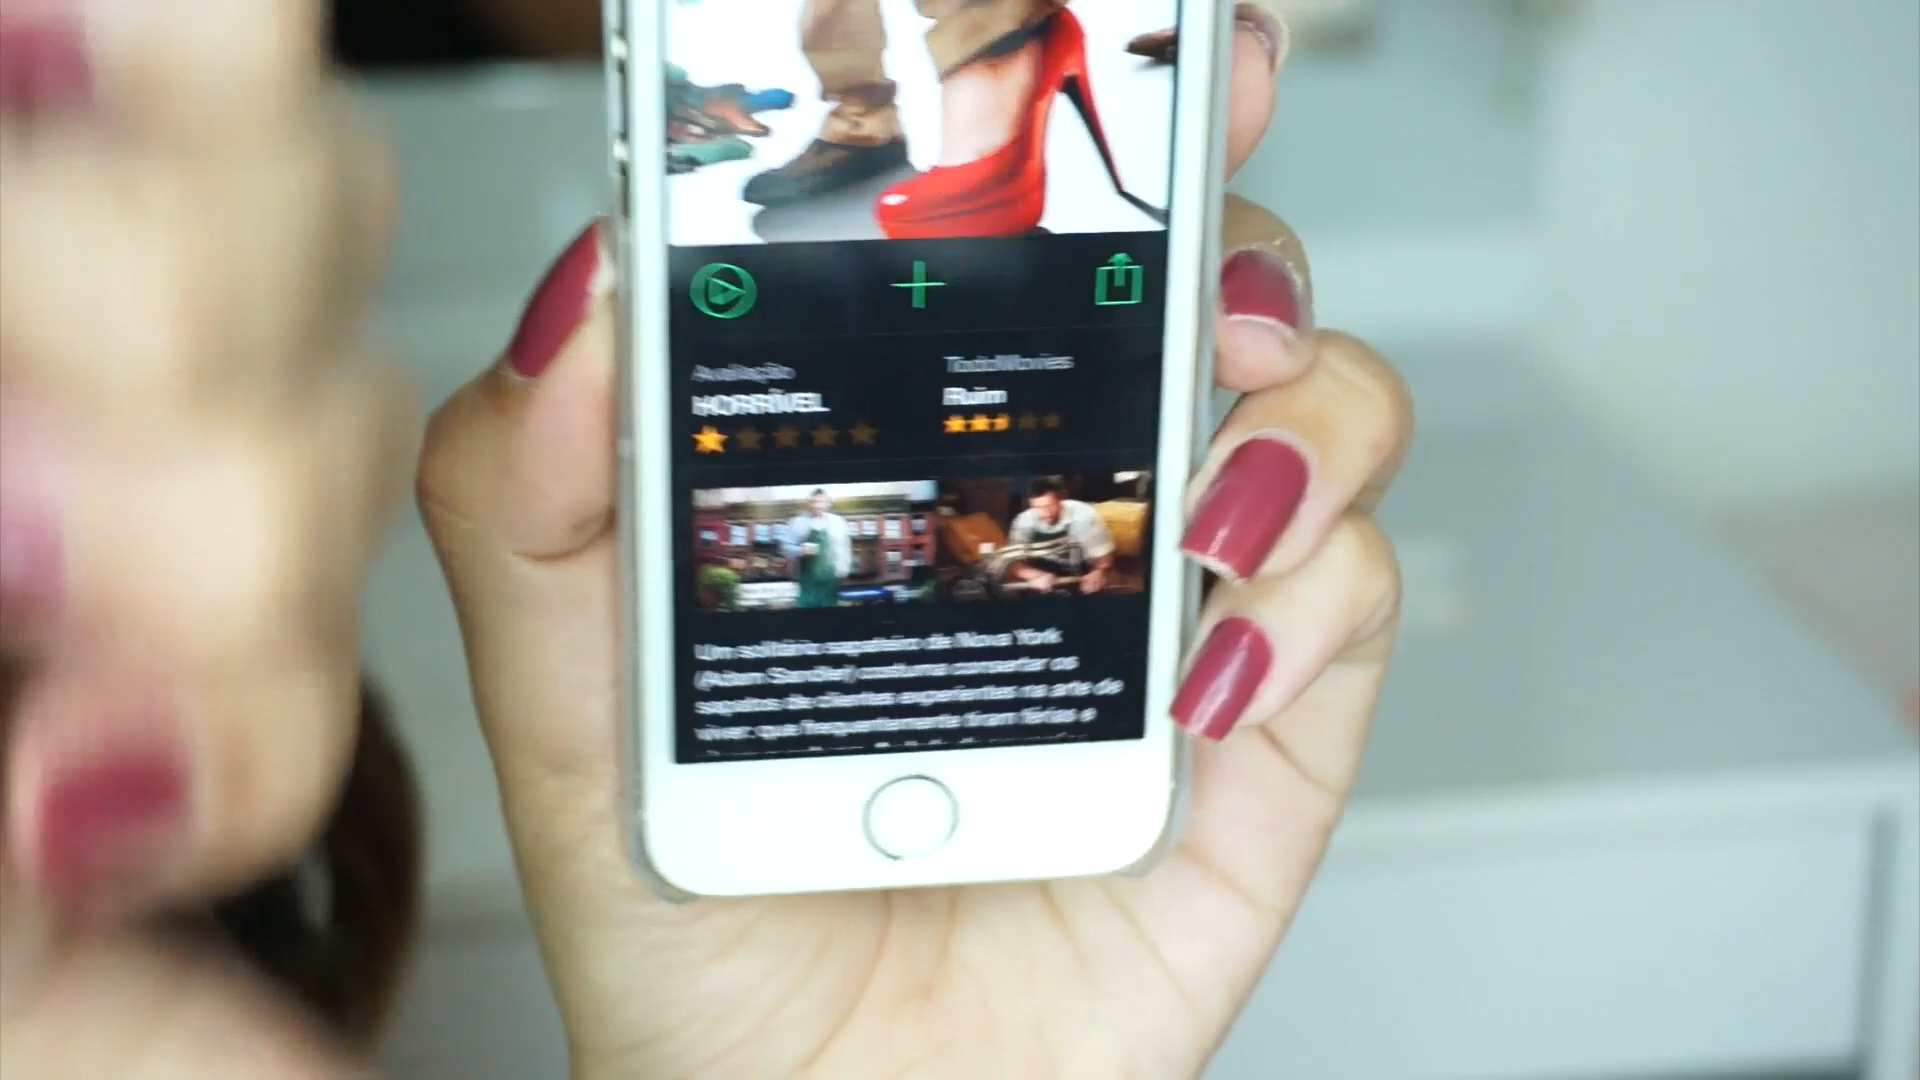 Avaliação
HORRÍVEL
TodoMovies
Ruim
Um solitário sapateiro de Nova York
(Adam Sandler) costuma consertar os
sapatos de clientes experientes na arte de
viver, que frequentemente tiram férias e